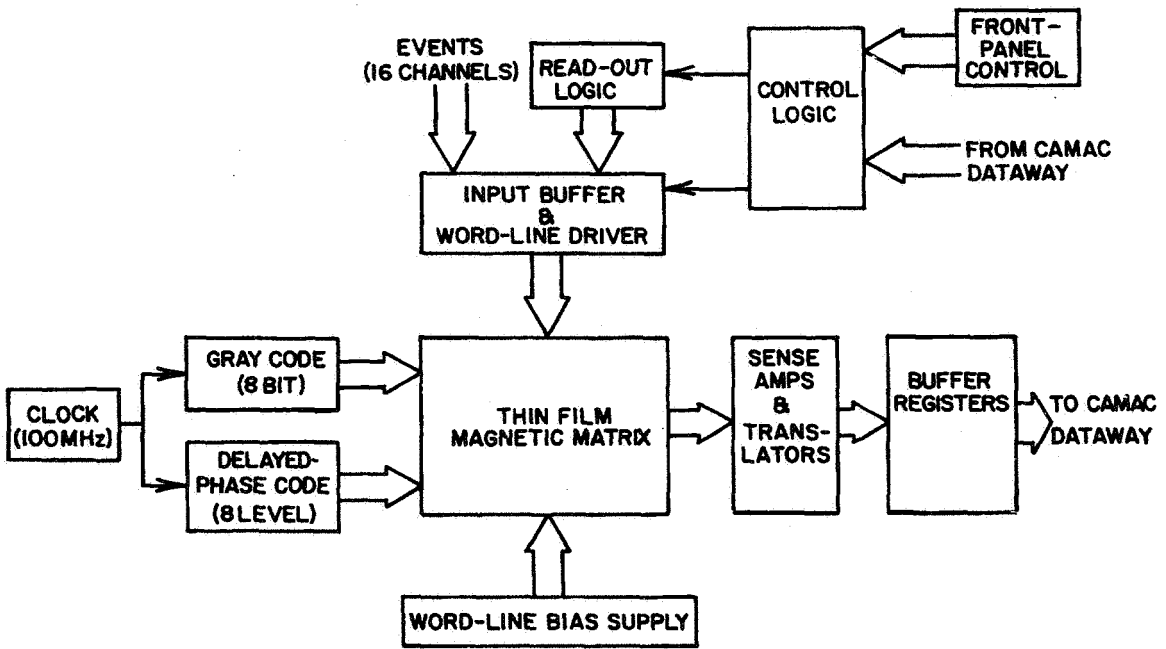 EVENTS
(16 CHANNELS)
READ-OUT
LOGIC
CONTROL
LOGIC
FRONT-
PANEL
CONTROL
FROM CAMAC
DATAWAY
INPUT BUFFER
&
WORD-LINE DRIVER
CLOCK
(100MHz)
GRAY CODE
(8 BIT)
DELAYED-
PHASE CODE
(8 LEVEL)
THIN FILM
MAGNETIC MATRIX
SENSE
AMPS
&
TRANS-
LATORS
BUFFER
REGISTERS
TO CAMAC
DATAWAY
WORD-LINE BIAS SUPPLY